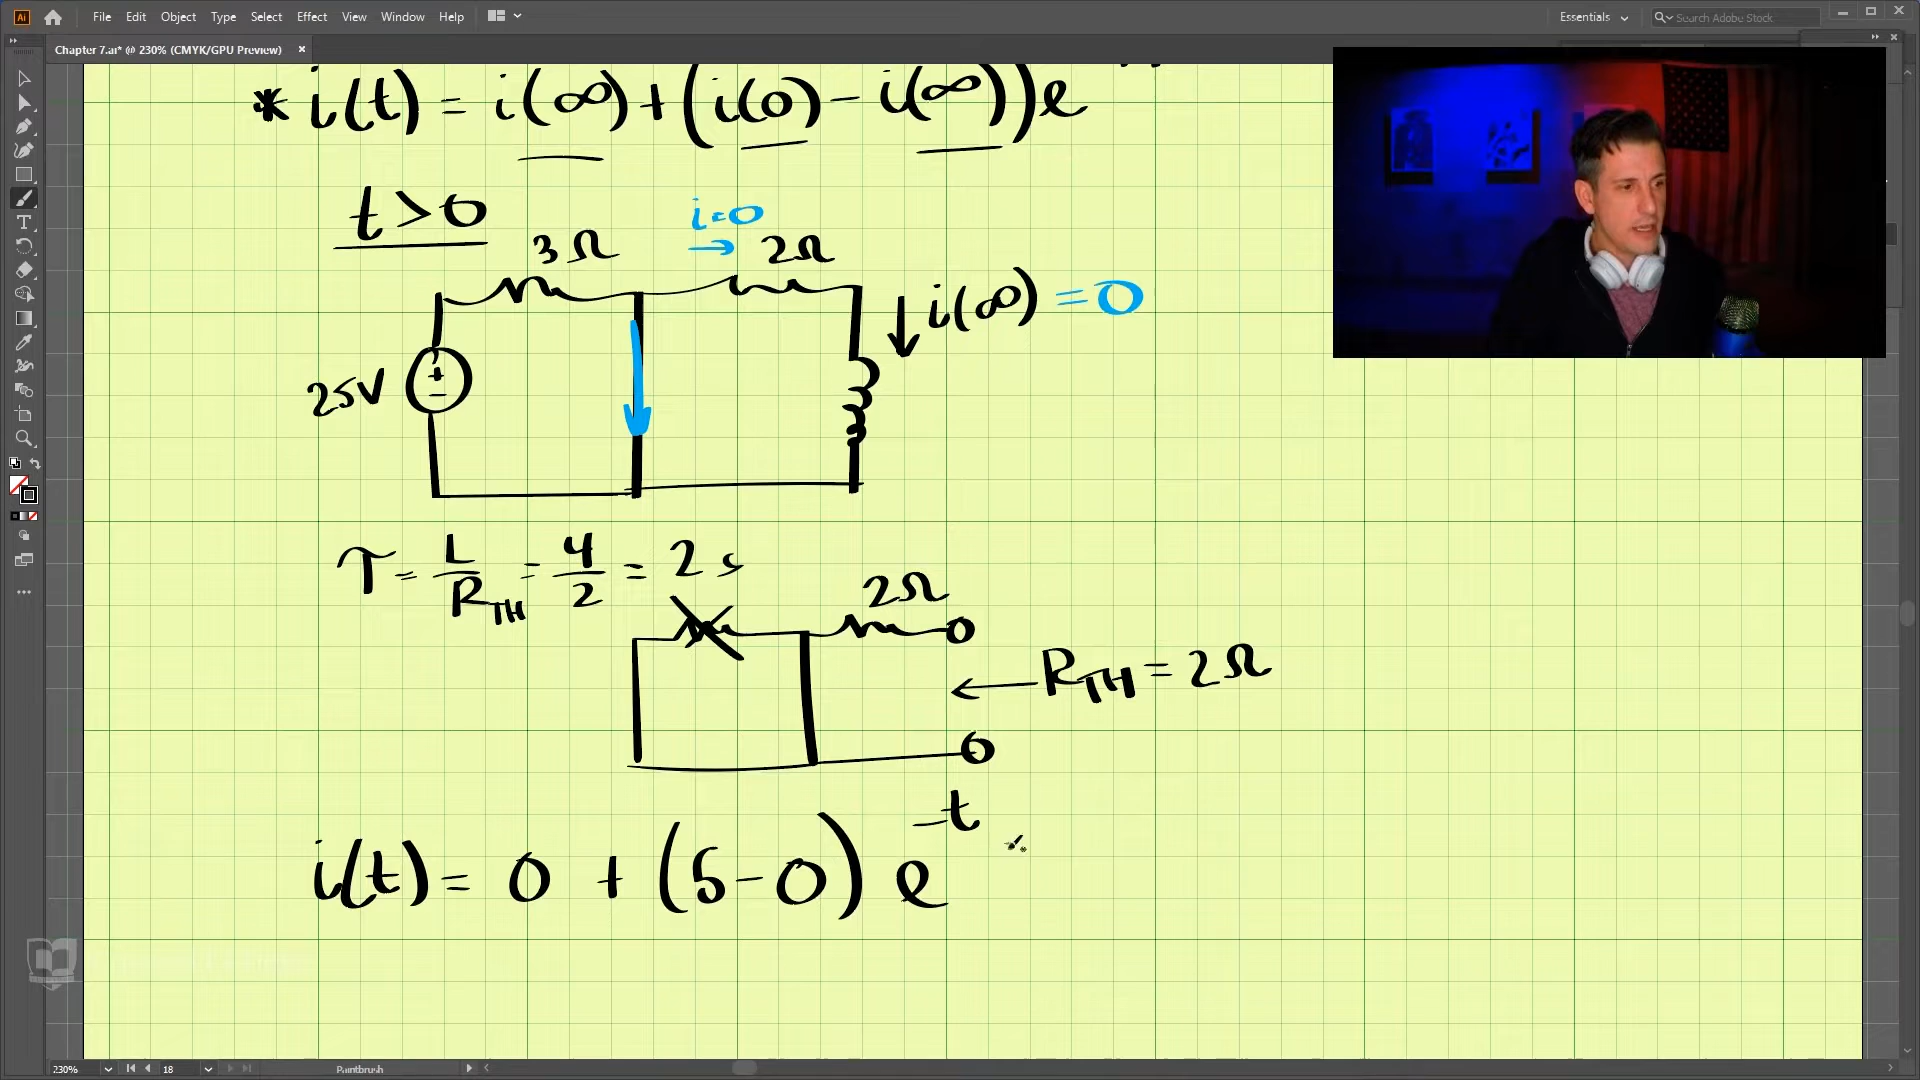 Ai File Edit Object Type Select Effect View Window Help Essentials Search Adobe Stock
Chapter 7.ai* @ 230% (CMYK/GPU Preview) ×
* i(t) = i(∞) + (i(0) - i(∞)) e
t > 0
i=0
3Ω 2Ω
i(∞) = 0
25V
+
-
τ = L/R_TH = 4/2 = 2s
2Ω
R_TH = 2Ω
i(t) = 0 + (5-0) e^-t
230% 18 Paintbrush